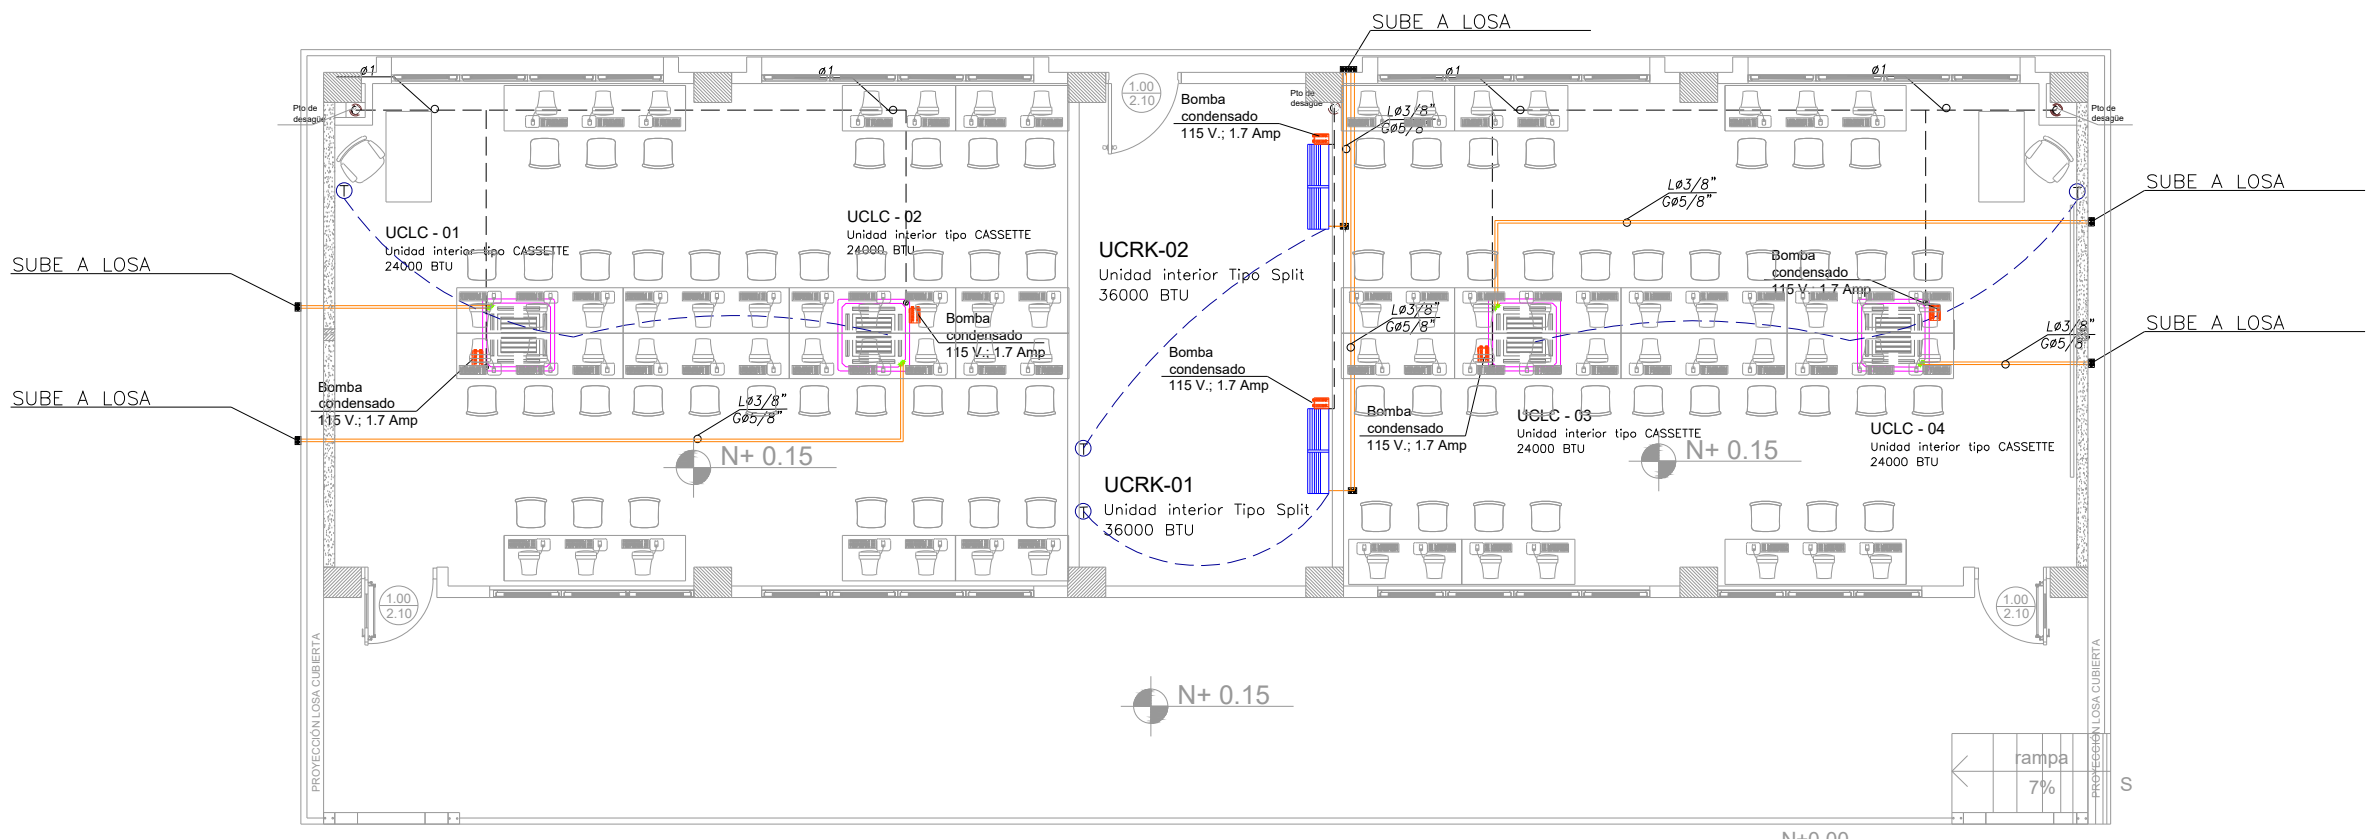 SUBE A LOSA
ø1
ø1
ø1
ø1
1.00
2.10
Bomba
condensado
115 V.; 1.7 Amp
Pto de
desagüe
Pto de
desagüe
Pto de
desagüe
Lø3/8"
Gø5/8"
Lø3/8"
Gø5/8"
SUBE A LOSA
UCLC - 01
Unidad interior tipo CASSETTE
24000 BTU
UCLC - 02
Unidad interior tipo CASSETTE
24000 BTU
UCRK-02
Unidad interior Tipo Split
36000 BTU
Bomba
condensado
115 V.; 1.7 Amp
SUBE A LOSA
Bomba
condensado
115 V.; 1.7 Amp
Lø3/8"
Gø5/8"
Lø3/8"
Gø5/8"
SUBE A LOSA
Bomba
condensado
115 V.; 1.7 Amp
Bomba
condensado
115 V.; 1.7 Amp
SUBE A LOSA
Lø3/8"
Gø5/8"
Bomba
condensado
115 V.; 1.7 Amp
UCLC - 03
Unidad interior tipo CASSETTE
24000 BTU
UCLC - 04
Unidad interior tipo CASSETTE
24000 BTU
N+ 0.15
N+ 0.15
UCRK-01
Unidad interior Tipo Split
36000 BTU
T
T
T
T
1.00
2.10
1.00
2.10
PROYECCIÓN LOSA CUBIERTA
PROYECCIÓN LOSA CUBIERTA
N+ 0.15
rampa
7%
S
N+0.00